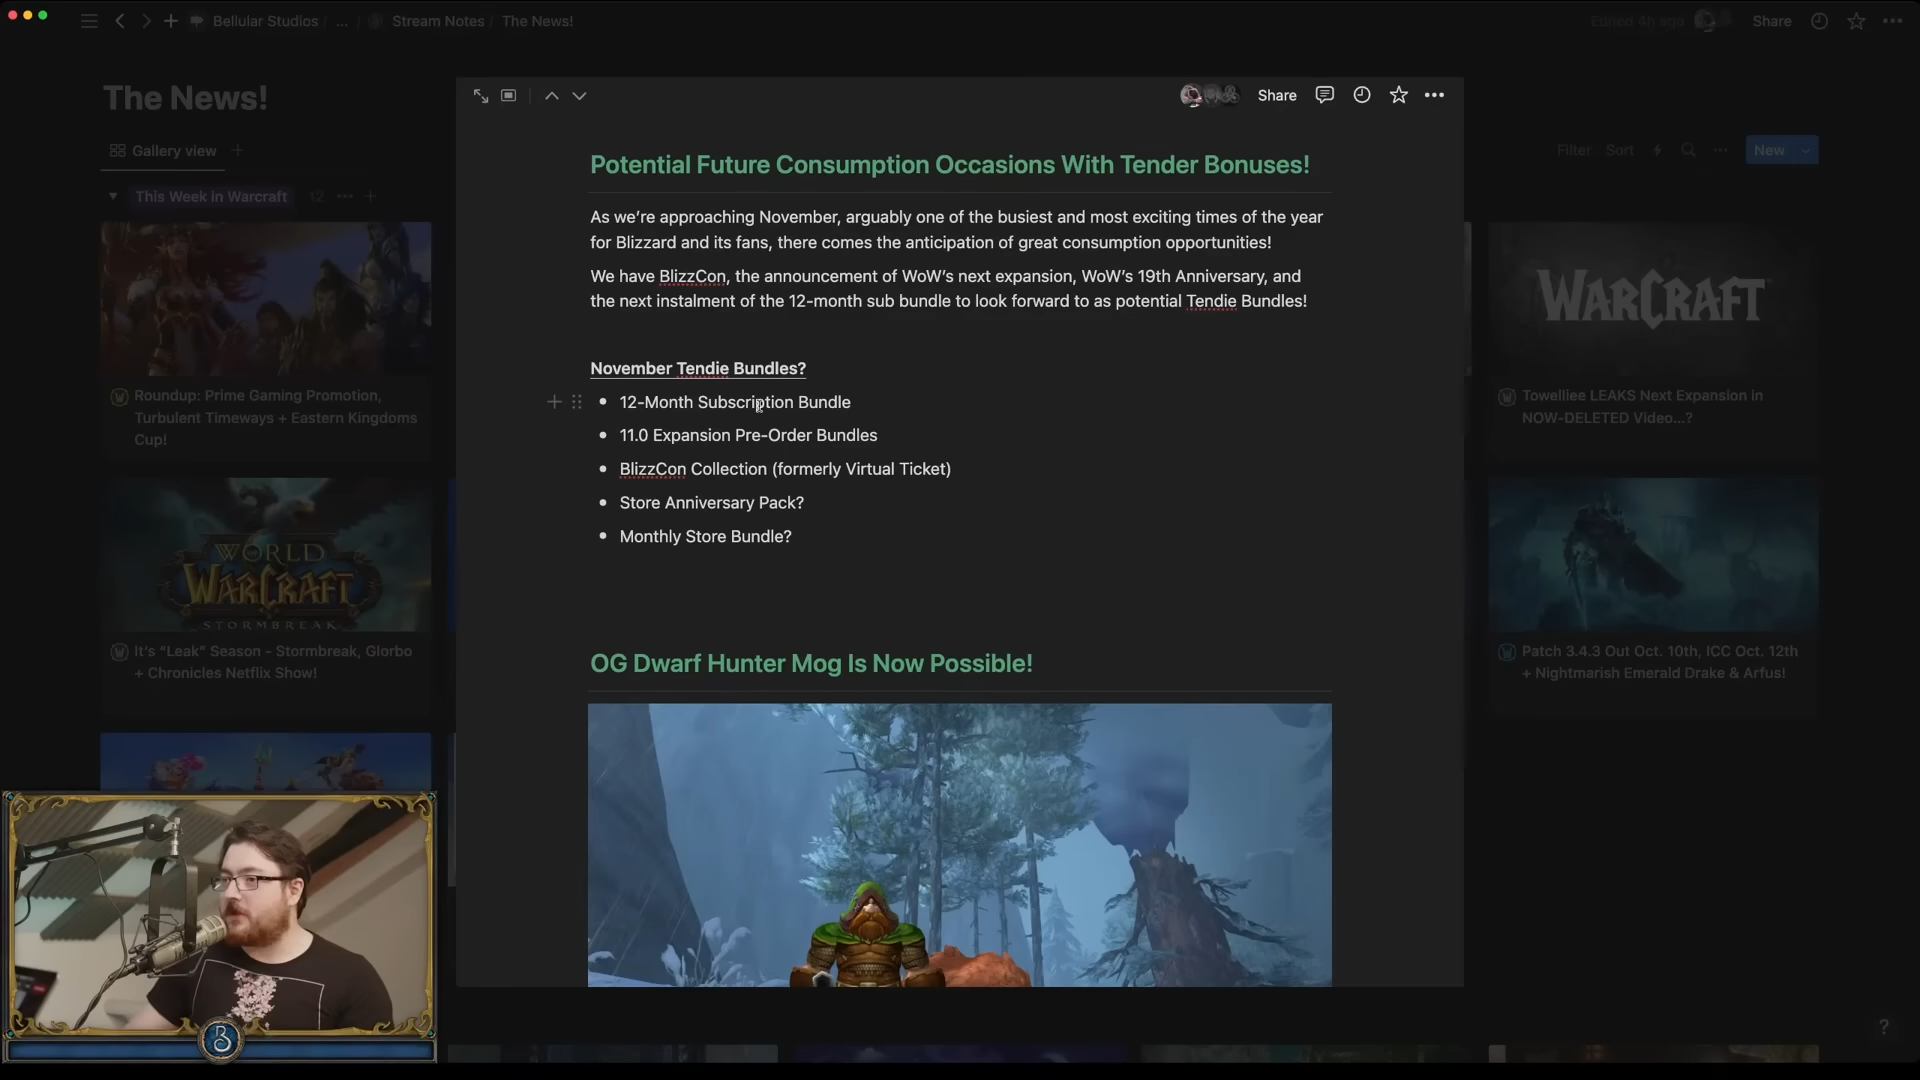 Bellular Studios / ... / Stream Notes / The News!
Edited 4h ago
Share
The News!
Gallery view
Filter
Sort
New
This Week in Warcraft
12
Share
Potential Future Consumption Occasions With Tender Bonuses!
As we’re approaching November, arguably one of the busiest and most exciting times of the year
for Blizzard and its fans, there comes the anticipation of great consumption opportunities!
We have BlizzCon, the announcement of WoW’s next expansion, WoW’s 19th Anniversary, and
the next instalment of the 12-month sub bundle to look forward to as potential Tendie Bundles!
November Tendie Bundles?
• 12-Month Subscription Bundle
• 11.0 Expansion Pre-Order Bundles
• BlizzCon Collection (formerly Virtual Ticket)
• Store Anniversary Pack?
• Monthly Store Bundle?
OG Dwarf Hunter Mog Is Now Possible!
Roundup: Prime Gaming Promotion,
Turbulent Timeways + Eastern Kingdoms
Cup!
WORLD
OF
WARCRAFT
STORMBREAK
It’s “Leak” Season - Stormbreak, Glorbo
+ Chronicles Netflix Show!
WARCRAFT
Towelliee LEAKS Next Expansion in
NOW-DELETED Video...?
Patch 3.4.3 Out Oct. 10th, ICC Oct. 12th
+ Nightmarish Emerald Drake & Arfus!
B
?